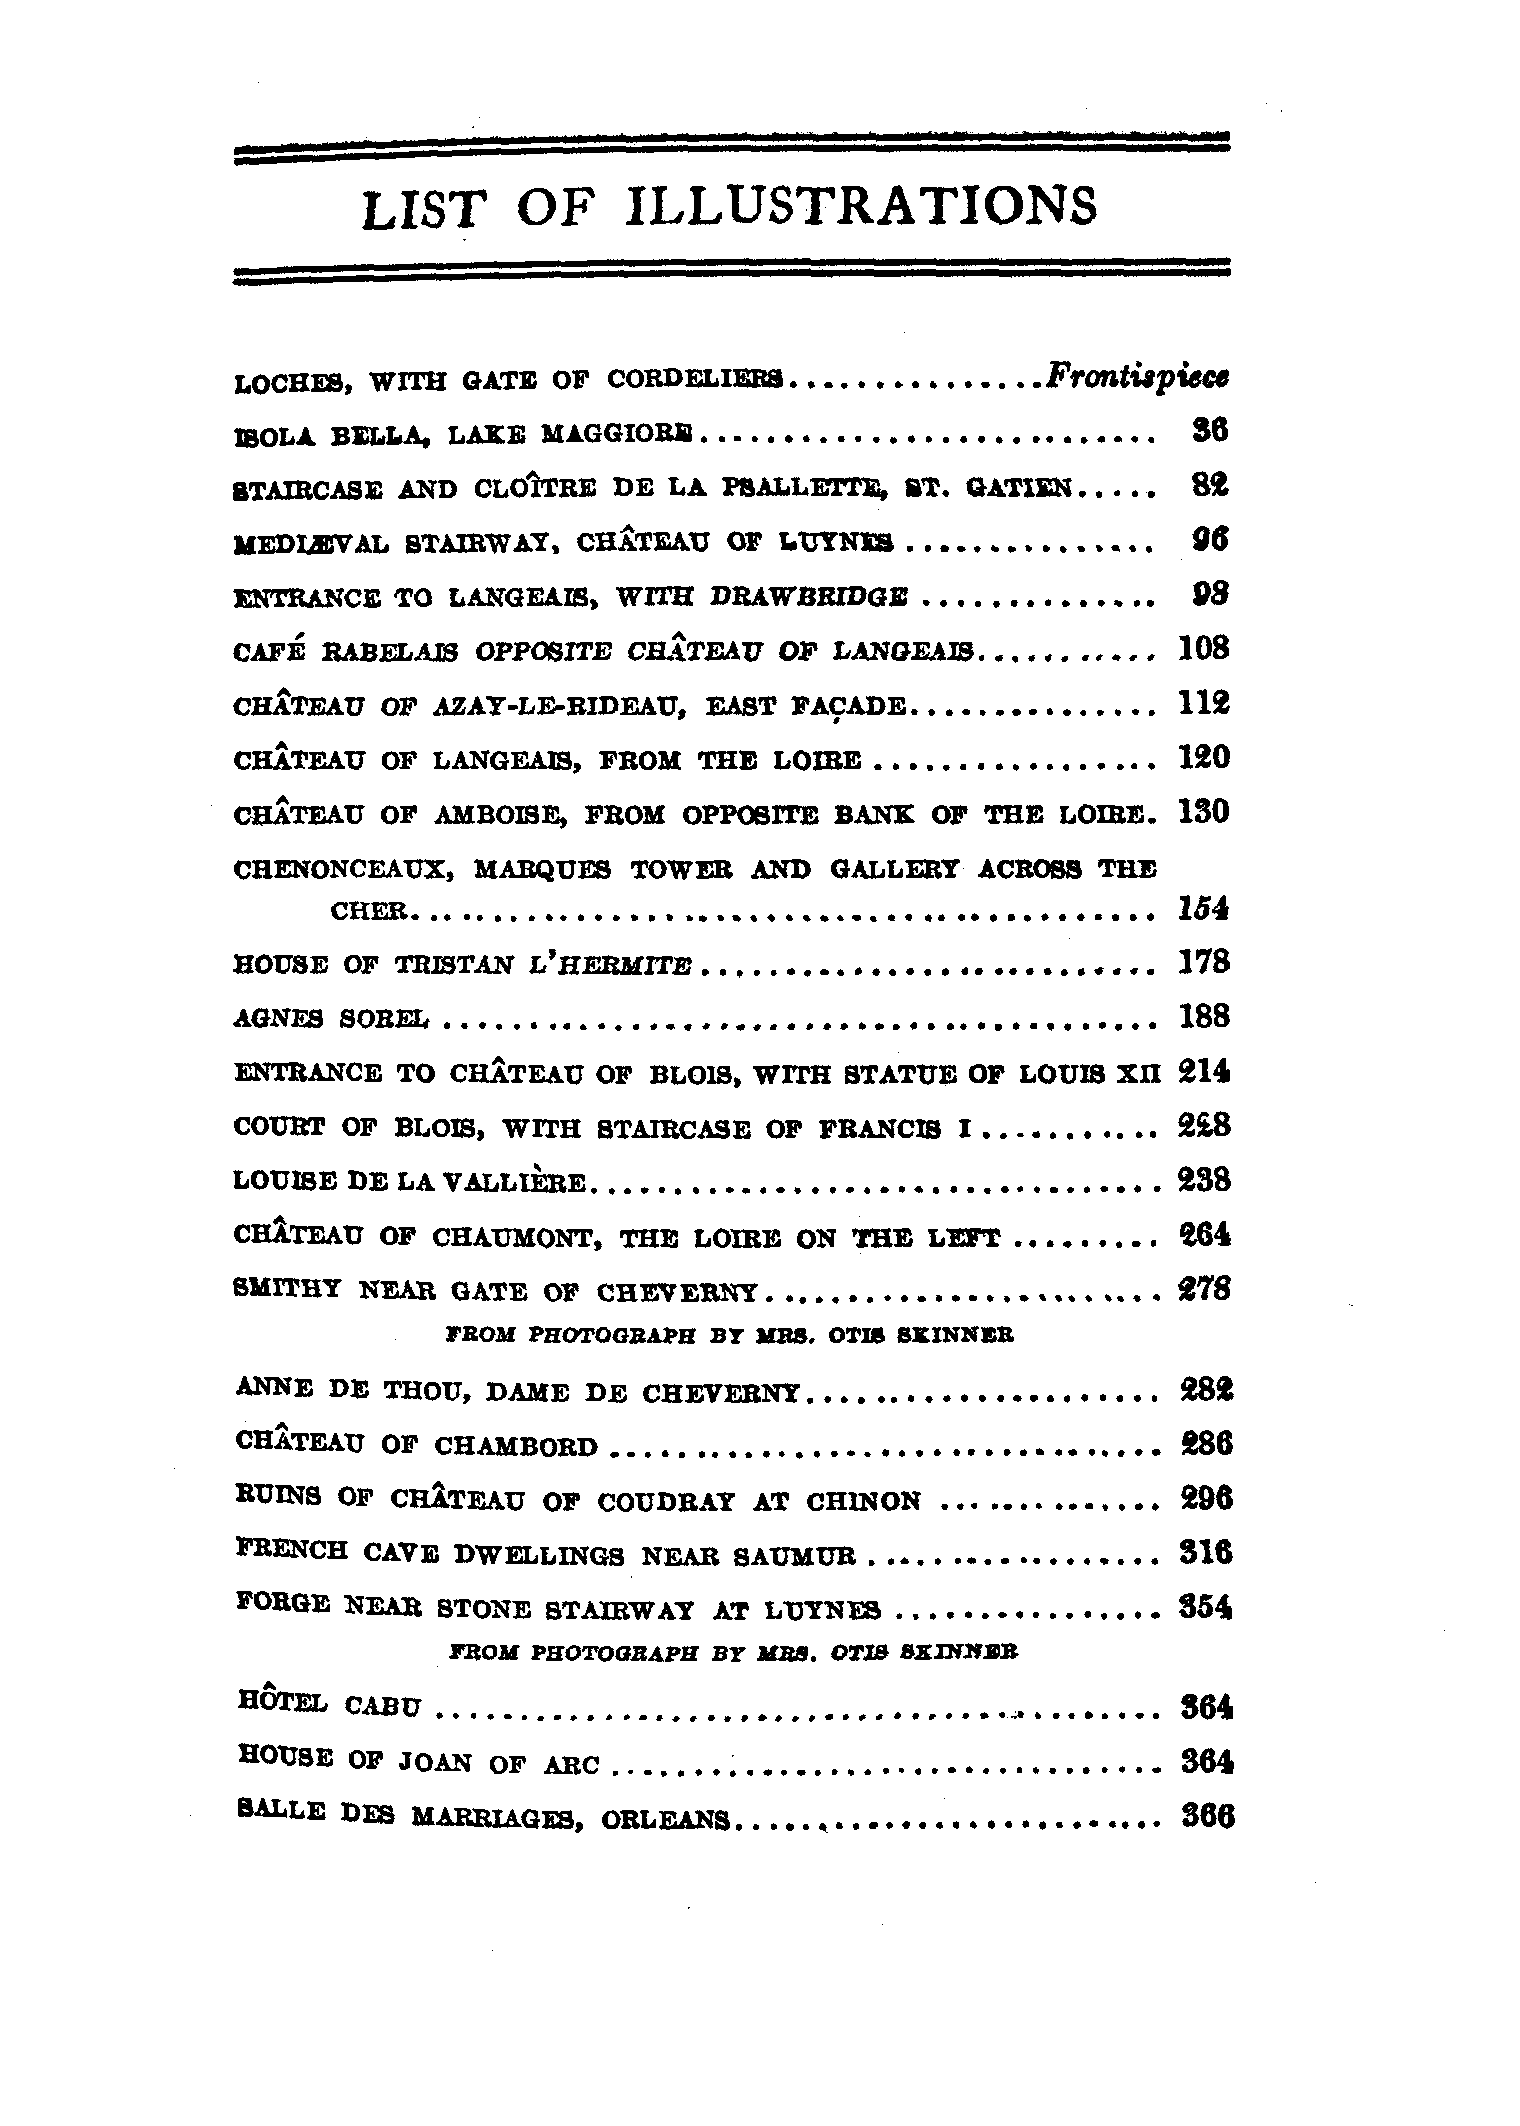 LIST OF ILLUSTRATIONS
LOCHES, WITH GATE OF CORDELIERS...............Frontispiece
ISOLA BELLA, LAKE MAGGIORE........................... 36
STAIRCASE AND CLOÎTRE DE LA PSALLETTE, ST. GATIEN..... 82
MEDIÆVAL STAIRWAY, CHÂTEAU OF LUYNES ............... 96
ENTRANCE TO LANGEAIS, WITH DRAWBRIDGE .............. 98
CAFÉ RABELAIS OPPOSITE CHÂTEAU OF LANGEAIS........... 108
CHÂTEAU OF AZAY-LE-RIDEAU, EAST FAÇADE............... 112
CHÂTEAU OF LANGEAIS, FROM THE LOIRE ................. 120
CHÂTEAU OF AMBOISE, FROM OPPOSITE BANK OF THE LOIRE. 130
CHENONCEAUX, MARQUES TOWER AND GALLERY ACROSS THE
CHER............................................ 154
HOUSE OF TRISTAN L'HERMITE........................... 178
AGNES SOREL .......................................... 188
ENTRANCE TO CHÂTEAU OF BLOIS, WITH STATUE OF LOUIS XII 214
COURT OF BLOIS, WITH STAIRCASE OF FRANCIS I ........... 228
LOUISE DE LA VALLIÈRE.................................. 238
CHÂTEAU OF CHAUMONT, THE LOIRE ON THE LEFT ......... 264
SMITHY NEAR GATE OF CHEVERNY........................ 278
FROM PHOTOGRAPH BY MRS. OTIS SKINNER
ANNE DE THOU, DAME DE CHEVERNY..................... 282
CHÂTEAU OF CHAMBORD ................................. 286
RUINS OF CHÂTEAU OF COUDRAY AT CHINON ............. 296
FRENCH CAVE DWELLINGS NEAR SAUMUR .................. 316
FORGE NEAR STONE STAIRWAY AT LUYNES ................ 354
FROM PHOTOGRAPH BY MRS. OTIS SKINNER
HÔTEL CABU ........................................... 364
HOUSE OF JOAN OF ARC ................................ 364
SALLE DES MARRIAGES, ORLEANS......................... 366